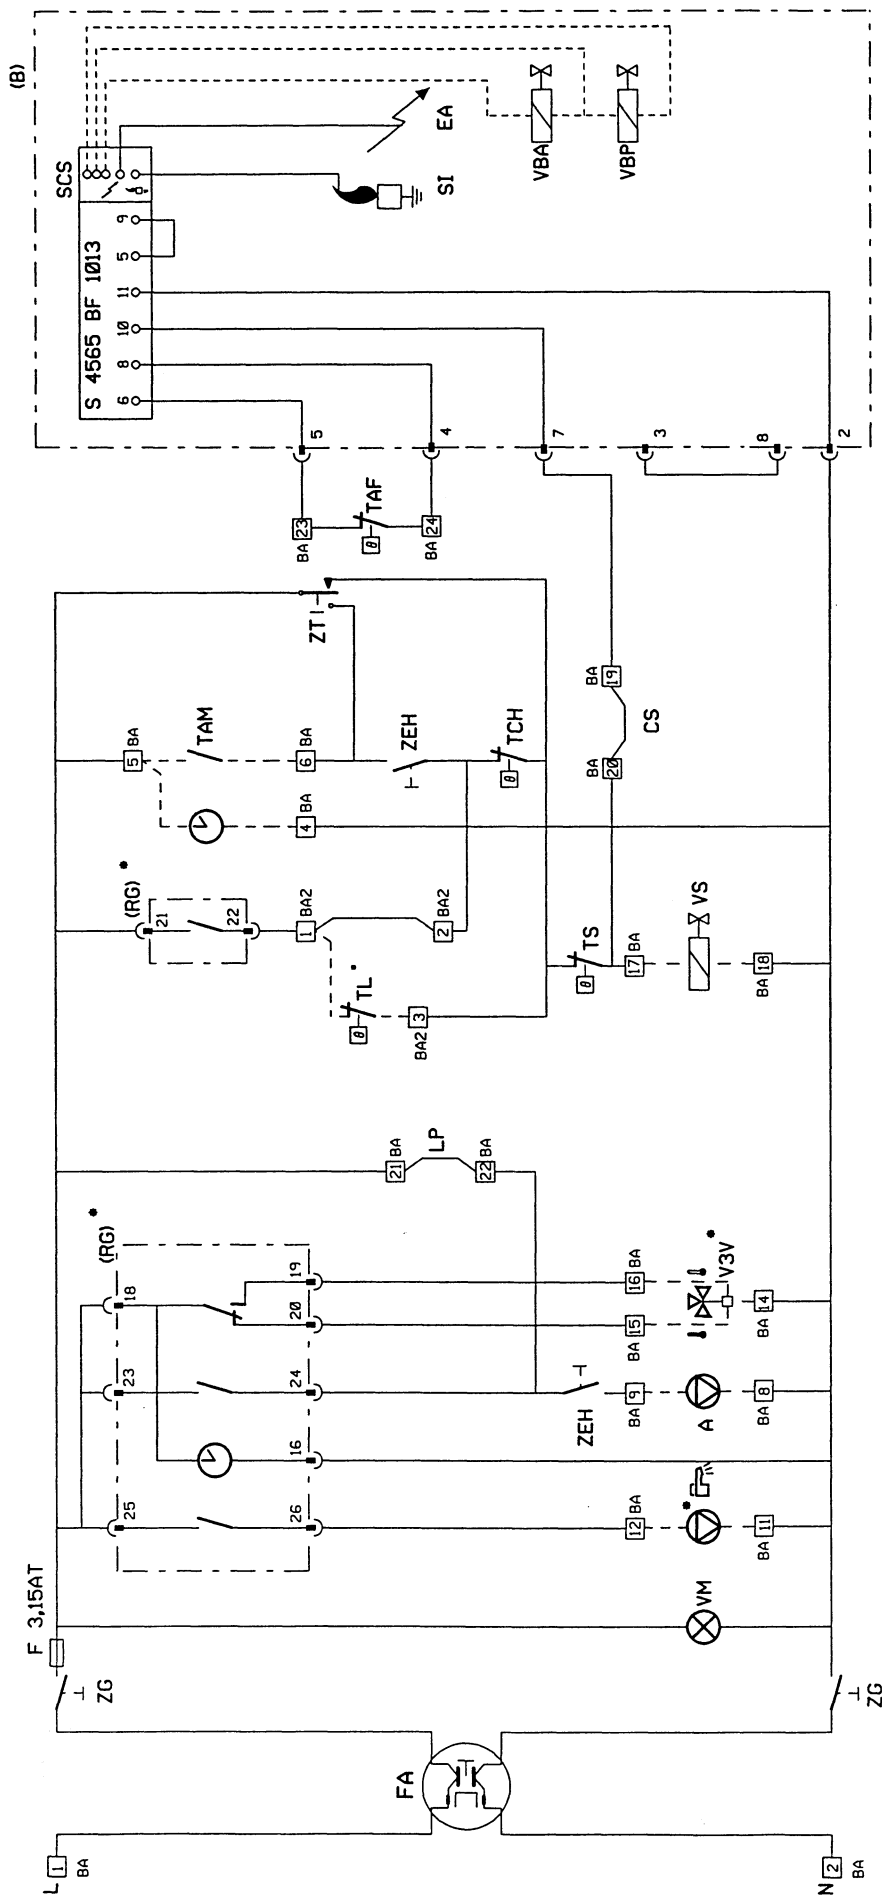 (B)
SCS
S 4565 BF 1013
6 8 10 11 5 9
EA
SI
VBA
VBP
5
4
7
3
8
2
BA 23
TAF
θ
BA 24
ZT
BA 19
CS
BA 20
5 BA
TAM
6 BA
ZEH
TCH
θ
4 BA
(RG)*
21
22
1 BA2
2 BA2
TL*
θ
BA2 3
TS
θ
17 BA
VS
BA 18
21 BA
LP
22 BA
(RG)*
18
19
20
23
24
16
25
26
16 BA
BA 15
V3V*
BA 14
ZEH
BA 9
A
BA 8
12 BA
*
BA 11
VM
F 3,15AT
ZG
ZG
FA
L 1 BA
N 2 BA